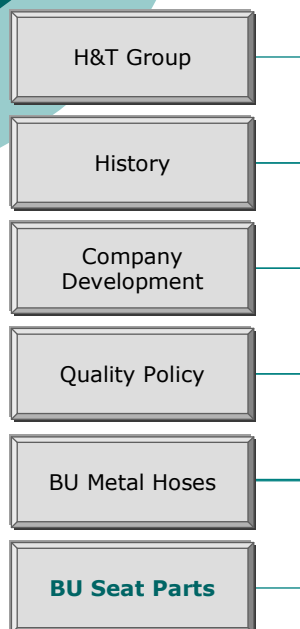 H&T Group
History
Company
Development
Quality Policy
BU Metal Hoses
BU Seat Parts